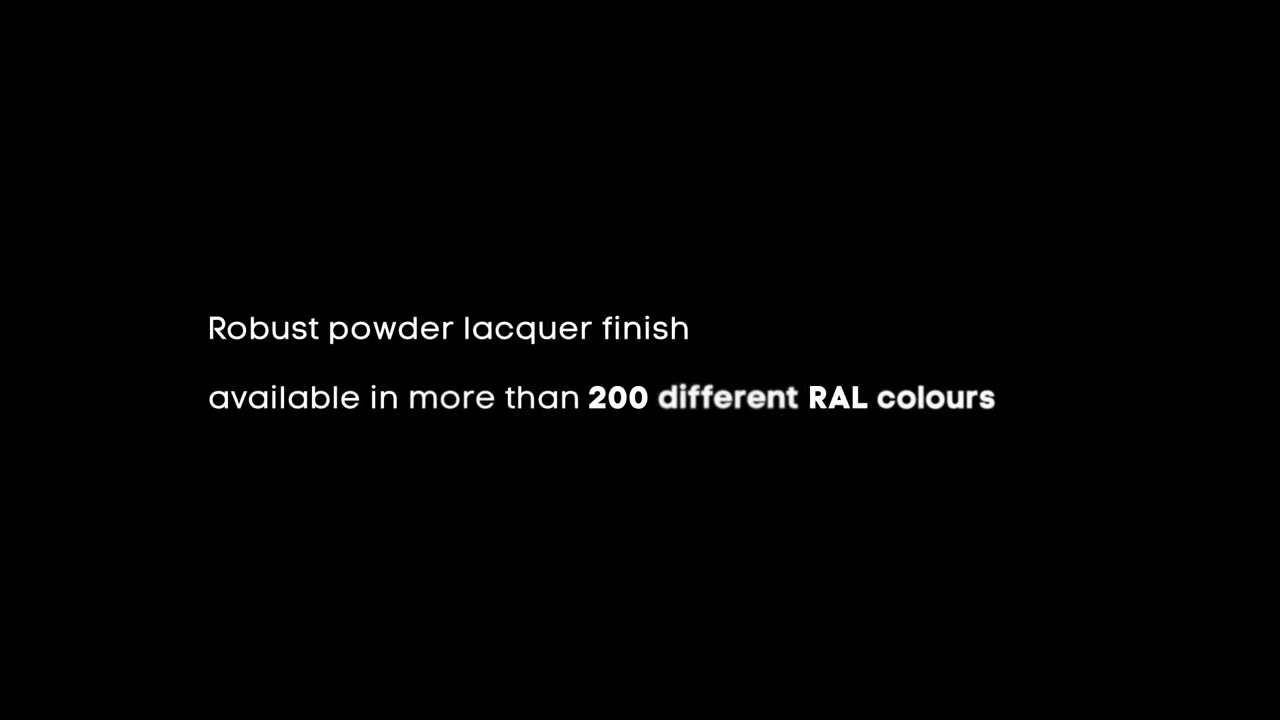 Robust powder lacquer finish
available in more than 200 different RAL colours